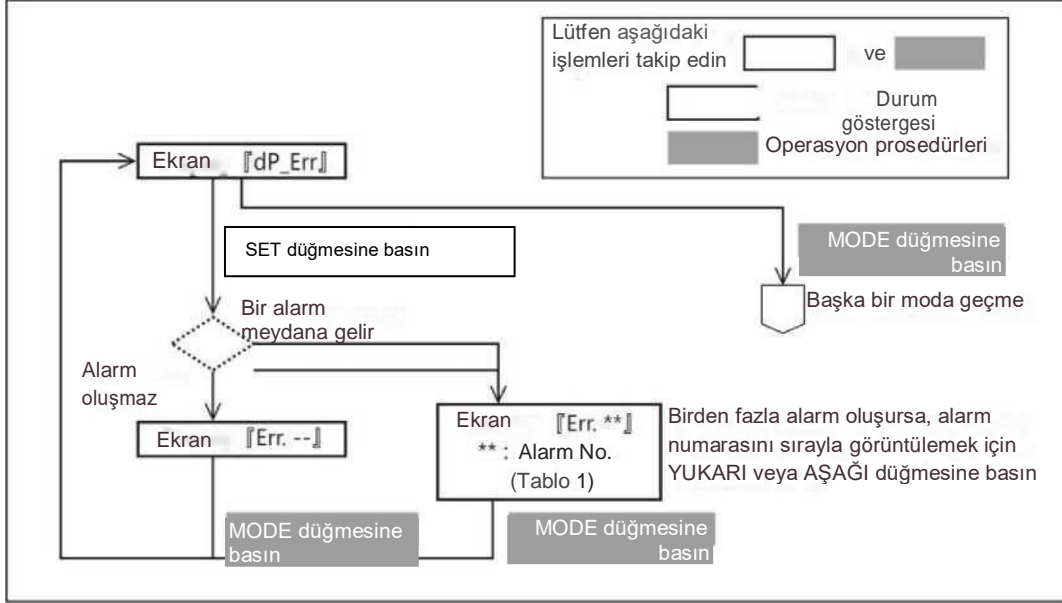 Lütfen aşağıdaki
işlemleri takip edin
ve
Durum
göstergesi
Operasyon prosedürleri
Ekran 『dP_Err』
SET düğmesine basın
MODE düğmesine
basın
Başka bir moda geçme
Bir alarm
meydana gelir
Alarm
oluşmaz
Ekran 『Err. --』
Ekran 『Err. **』
** : Alarm No.
(Tablo 1)
Birden fazla alarm oluşursa, alarm
numarasını sırayla görüntülemek için
YUKARI veya AŞAĞI düğmesine basın
MODE düğmesine
basın
MODE düğmesine
basın